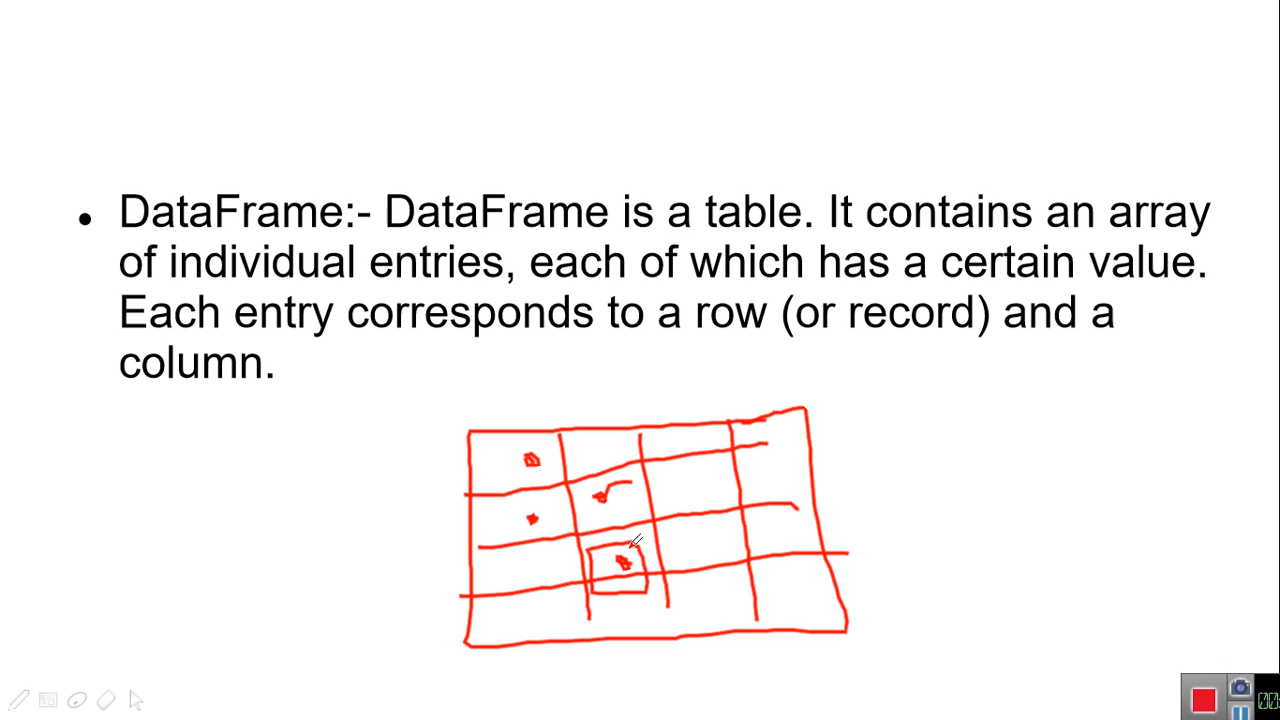 • DataFrame:- DataFrame is a table. It contains an array
of individual entries, each of which has a certain value.
Each entry corresponds to a row (or record) and a
column.